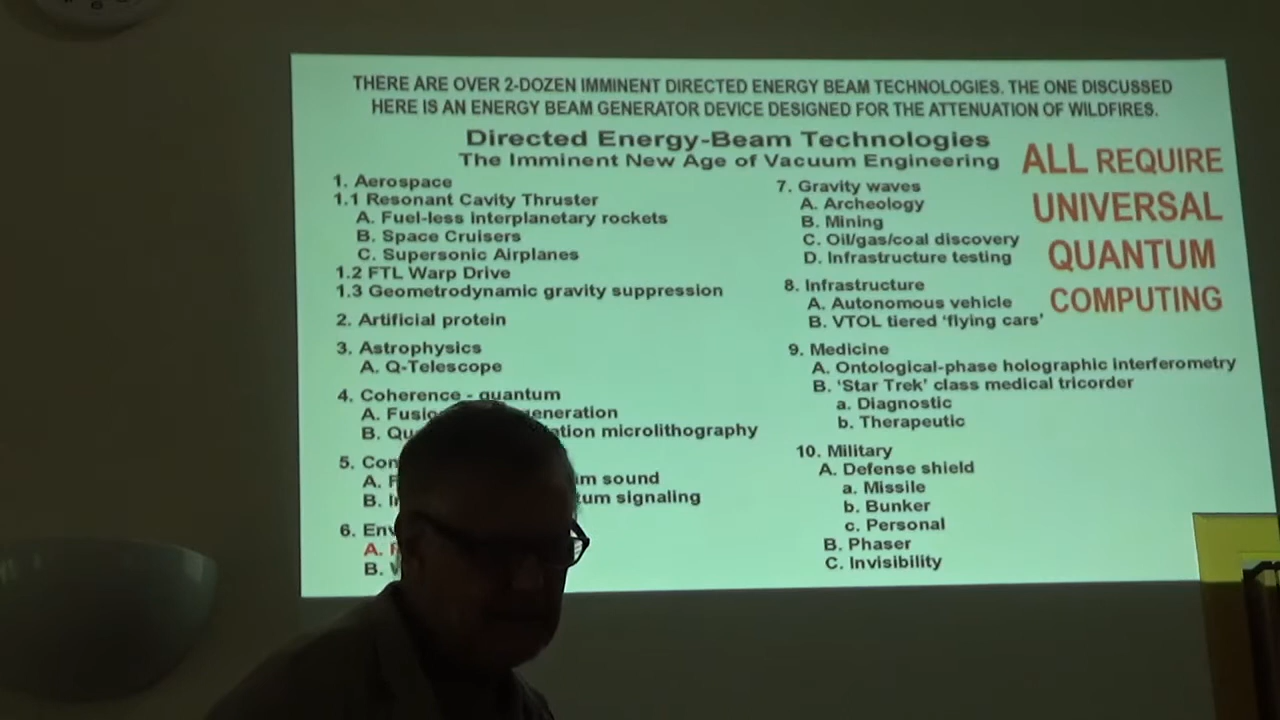 THERE ARE OVER 2-DOZEN IMMINENT DIRECTED ENERGY BEAM TECHNOLOGIES. THE ONE DISCUSSED
HERE IS AN ENERGY BEAM GENERATOR DEVICE DESIGNED FOR THE ATTENUATION OF WILDFIRES.
Directed Energy-Beam Technologies
The Imminent New Age of Vacuum Engineering
1. Aerospace
1.1 Resonant Cavity Thruster
A. Fuel-less interplanetary rockets
B. Space Cruisers
C. Supersonic Airplanes
1.2 FTL Warp Drive
1.3 Geometrodynamic gravity suppression
2. Artificial protein
3. Astrophysics
A. Q-Telescope
4. Coherence - quantum
A.
B. microlithography
5.
A. sound
B. signaling
6.
A.
B.
7. Gravity waves
A. Archeology
B. Mining
C. Oil/gas/coal discovery
D. Infrastructure testing
8. Infrastructure
A. Autonomous vehicle
B. VTOL tiered ‘flying cars’
9. Medicine
A. Ontological-phase holographic interferometry
B. ‘Star Trek’ class medical tricorder
a. Diagnostic
b. Therapeutic
10. Military
A. Defense shield
a. Missile
b. Bunker
c. Personal
B. Phaser
C. Invisibility
ALL REQUIRE
UNIVERSAL
QUANTUM
COMPUTING